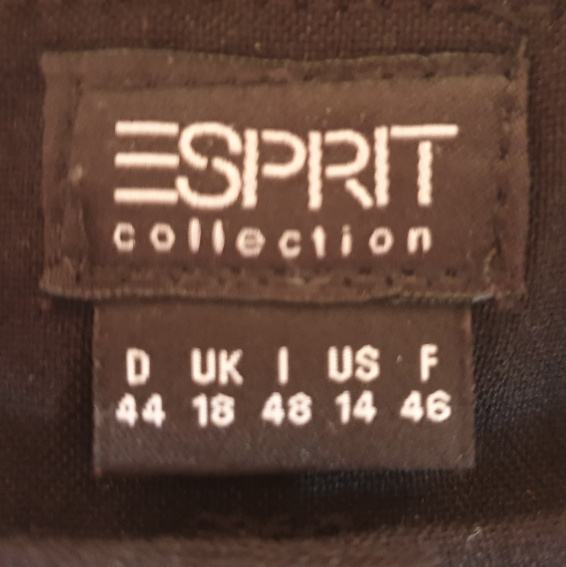 ESPRIT
collection
D UK I US F
44 18 48 14 46